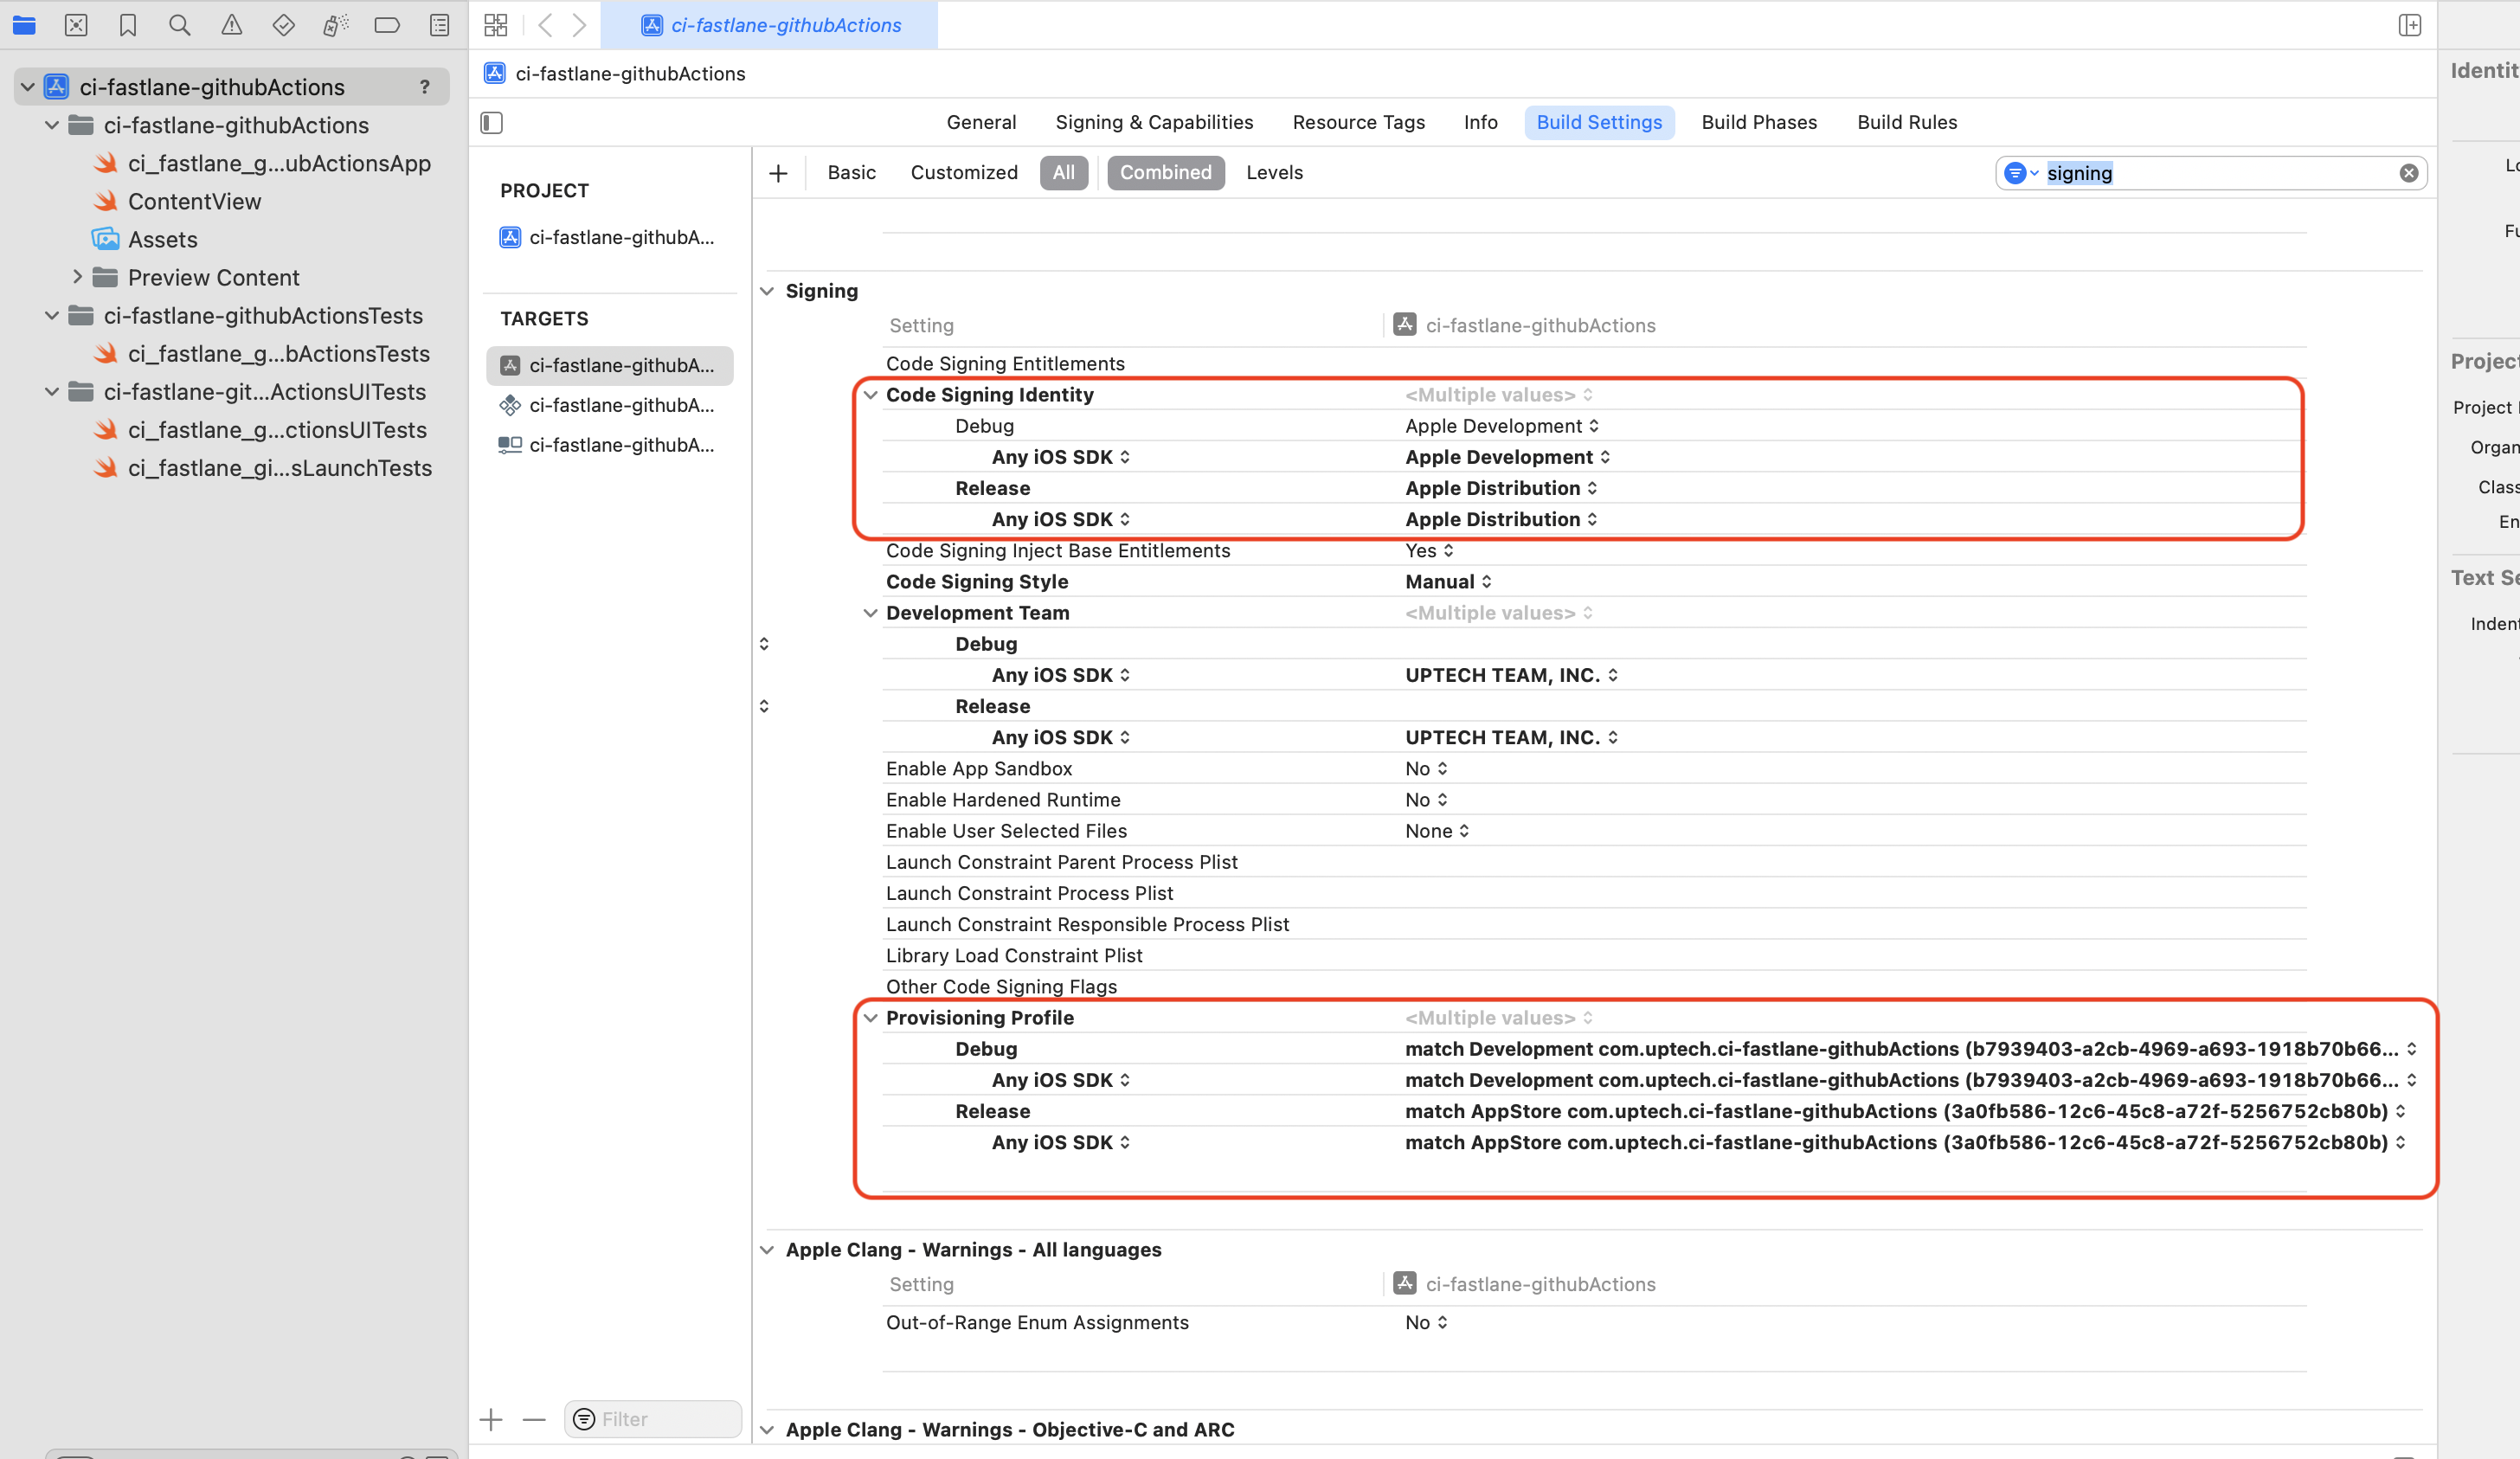 ci-fastlane-githubActions
ci-fastlane-githubActions ?
ci-fastlane-githubActions
ci_fastlane_g...ubActionsApp
ContentView
Assets
Preview Content
ci-fastlane-githubActionsTests
ci_fastlane_g...bActionsTests
ci-fastlane-git...ActionsUITests
ci_fastlane_g...ctionsUITests
ci_fastlane_gi...sLaunchTests
ci-fastlane-githubActions
General Signing & Capabilities Resource Tags Info Build Settings Build Phases Build Rules
PROJECT
ci-fastlane-githubA...
TARGETS
ci-fastlane-githubA...
ci-fastlane-githubA...
ci-fastlane-githubA...
Filter
Basic Customized All Combined Levels signing
Signing
Setting ci-fastlane-githubActions
Code Signing Entitlements
Code Signing Identity <Multiple values>
Debug Apple Development
Any iOS SDK Apple Development
Release Apple Distribution
Any iOS SDK Apple Distribution
Code Signing Inject Base Entitlements Yes
Code Signing Style Manual
Development Team <Multiple values>
Debug
Any iOS SDK UPTECH TEAM, INC.
Release
Any iOS SDK UPTECH TEAM, INC.
Enable App Sandbox No
Enable Hardened Runtime No
Enable User Selected Files None
Launch Constraint Parent Process Plist
Launch Constraint Process Plist
Launch Constraint Responsible Process Plist
Library Load Constraint Plist
Other Code Signing Flags
Provisioning Profile <Multiple values>
Debug match Development com.uptech.ci-fastlane-githubActions (b7939403-a2cb-4969-a693-1918b70b66...
Any iOS SDK match Development com.uptech.ci-fastlane-githubActions (b7939403-a2cb-4969-a693-1918b70b66...
Release match AppStore com.uptech.ci-fastlane-githubActions (3a0fb586-12c6-45c8-a72f-5256752cb80b)
Any iOS SDK match AppStore com.uptech.ci-fastlane-githubActions (3a0fb586-12c6-45c8-a72f-5256752cb80b)
Apple Clang - Warnings - All languages
Setting ci-fastlane-githubActions
Out-of-Range Enum Assignments No
Apple Clang - Warnings - Objective-C and ARC
Identit
Lo
Fu
Project
Project
Organ
Class
En
Text Se
Indent